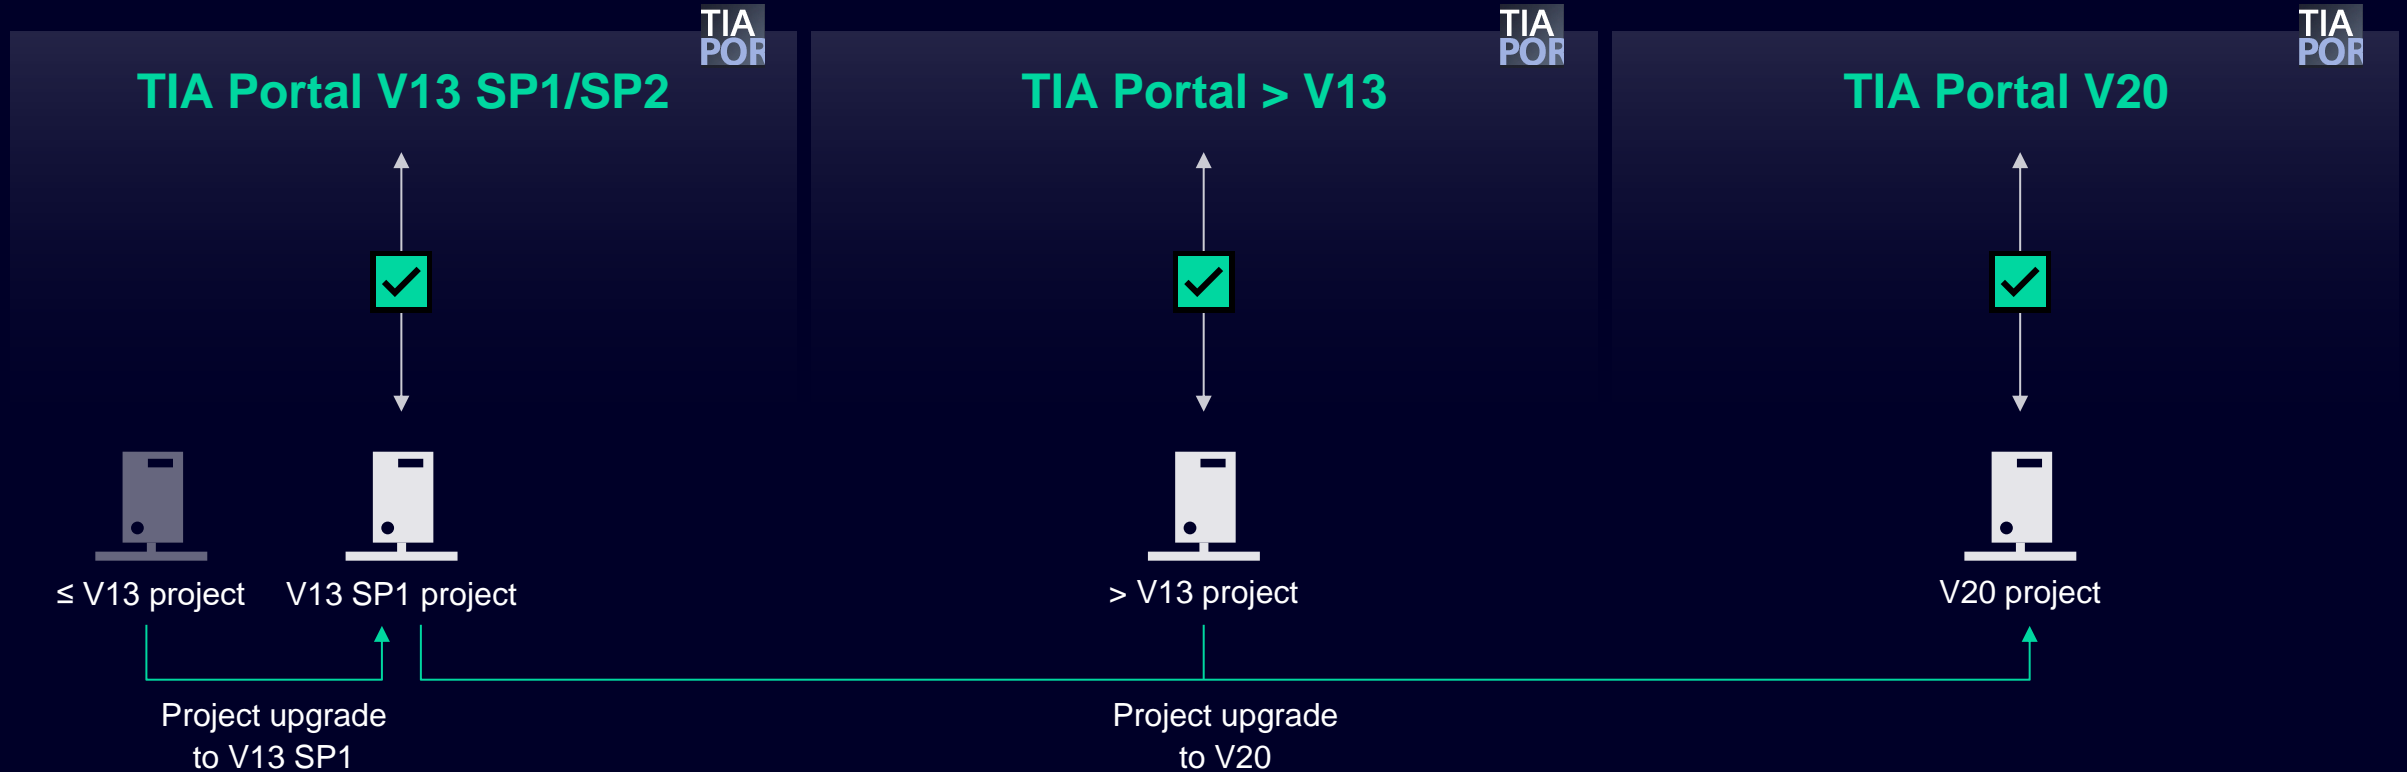 TIA
POR
TIA Portal V13 SP1/SP2
TIA
POR
TIA Portal > V13
TIA
POR
TIA Portal V20
≤ V13 project
V13 SP1 project
> V13 project
V20 project
Project upgrade
to V13 SP1
Project upgrade
to V20